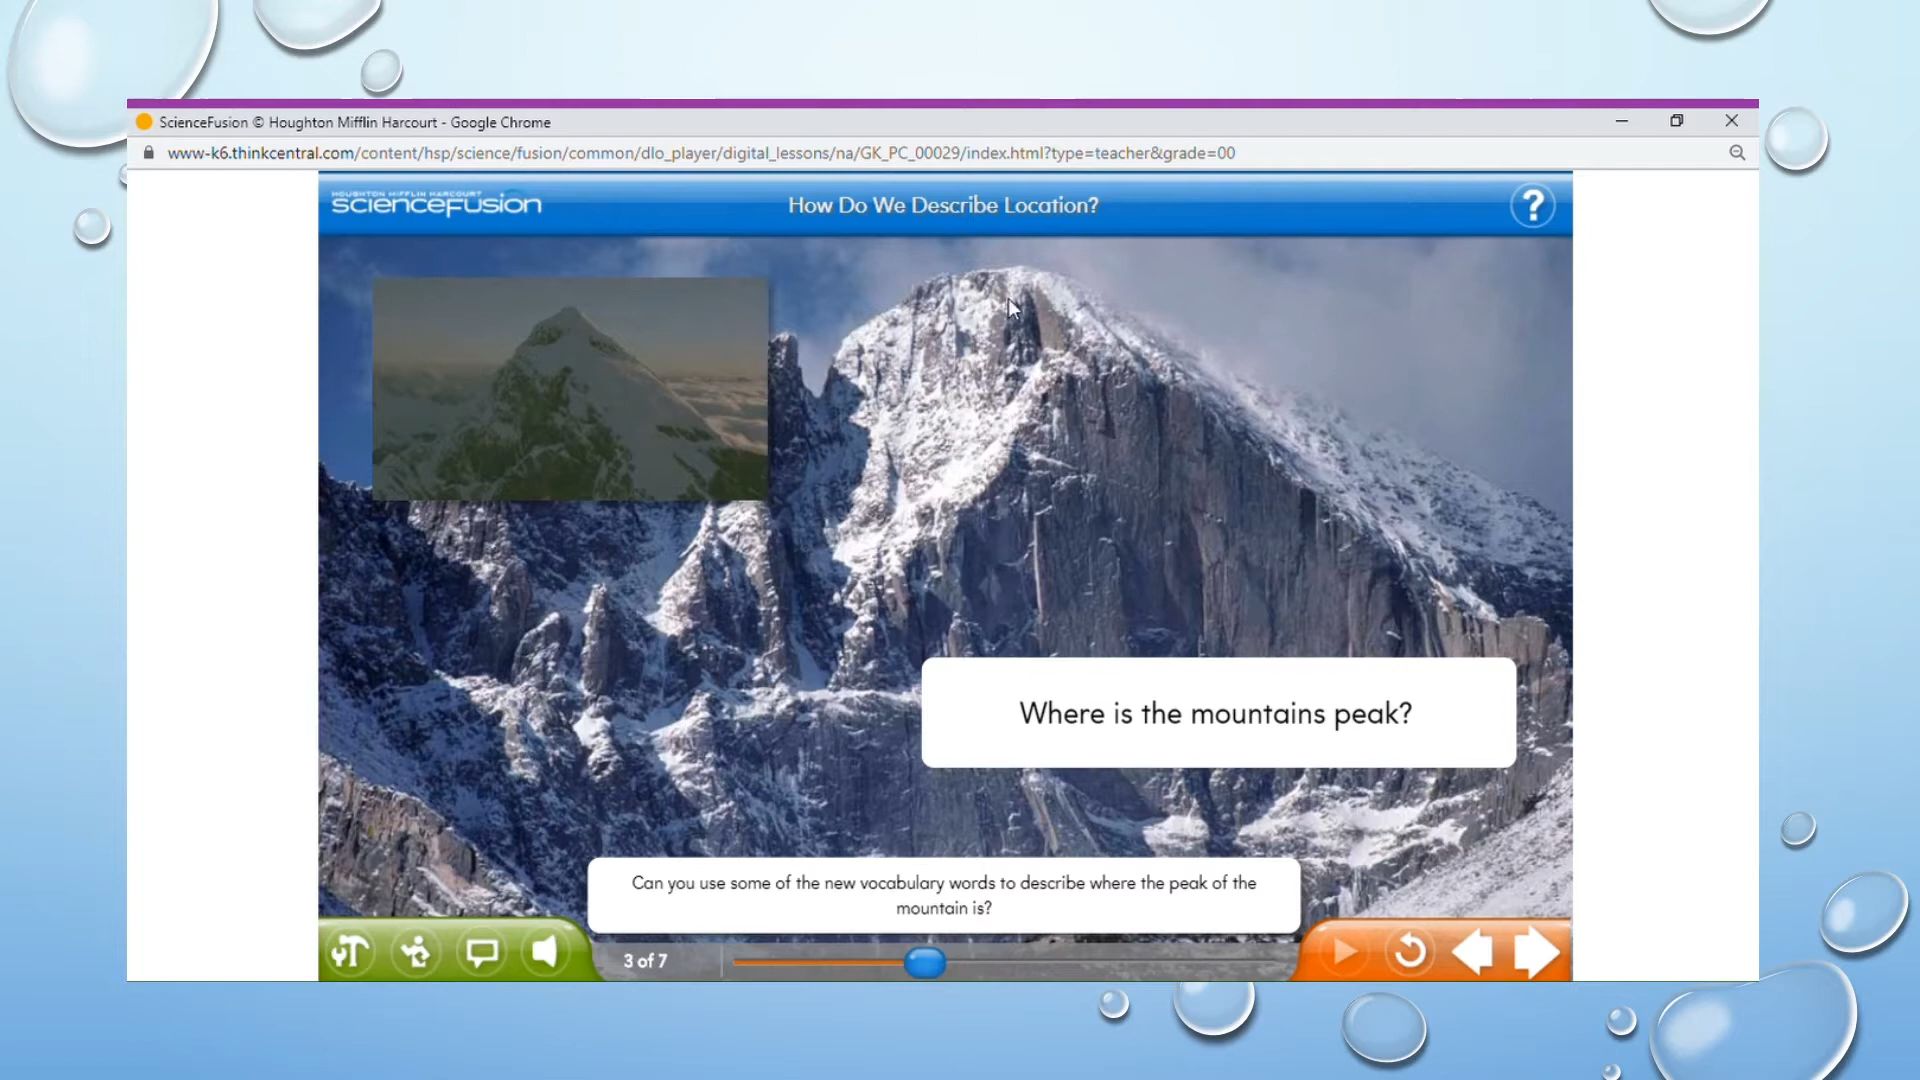 ScienceFusion © Houghton Mifflin Harcourt - Google Chrome
www-k6.thinkcentral.com/content/hsp/science/fusion/common/dlo_player/digital_lessons/na/GK_PC_00029/index.html?type=teacher&grade=00
HOUGHTON MIFFLIN HARCOURT
scienceFusion
How Do We Describe Location?
?
Where is the mountains peak?
Can you use some of the new vocabulary words to describe where the peak of the
mountain is?
3 of 7